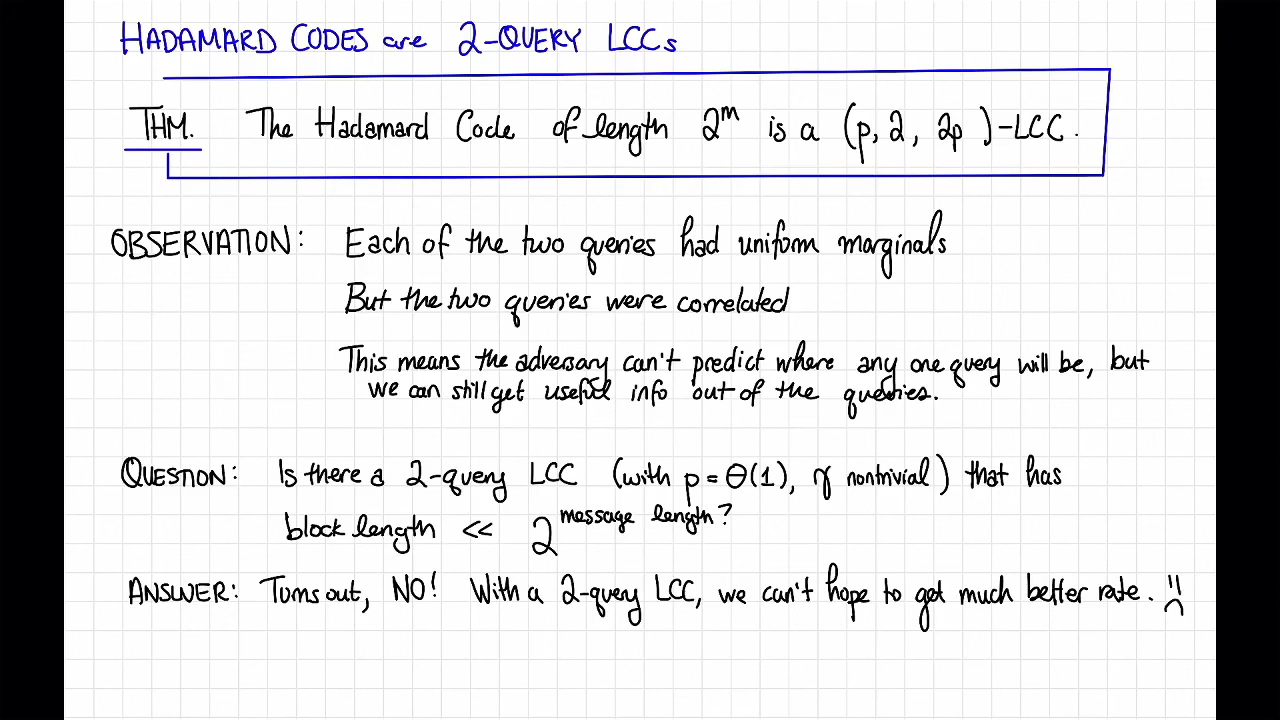 HADAMARD CODES are 2-QUERY LCCs
THM. The Hadamard Code of length 2^m is a (p, 2, 2p)-LCC.
OBSERVATION: Each of the two queries had uniform marginals
But the two queries were correlated
This means the adversary can't predict where any one query will be, but
we can still get useful info out of the queries.
QUESTION: Is there a 2-query LCC (with p = Θ(1), γ nontrivial) that has
block length << 2^message length?
ANSWER: Turns out, NO! With a 2-query LCC, we can't hope to get much better rate. :(